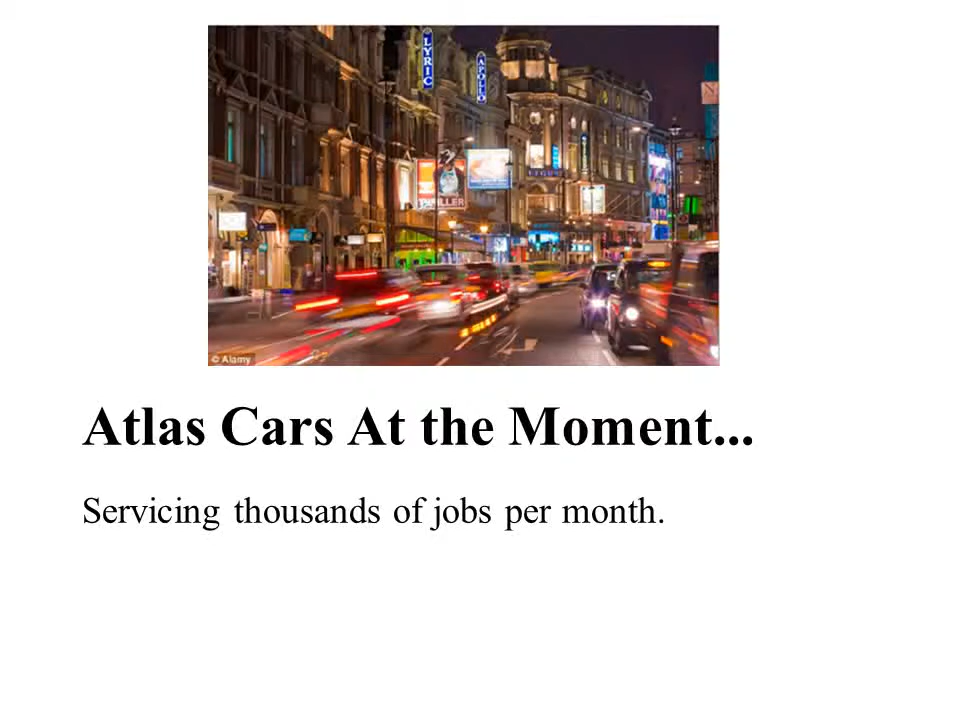 LYRIC
APOLLO
THRILLER
© Alamy
Atlas Cars At the Moment...
Servicing thousands of jobs per month.